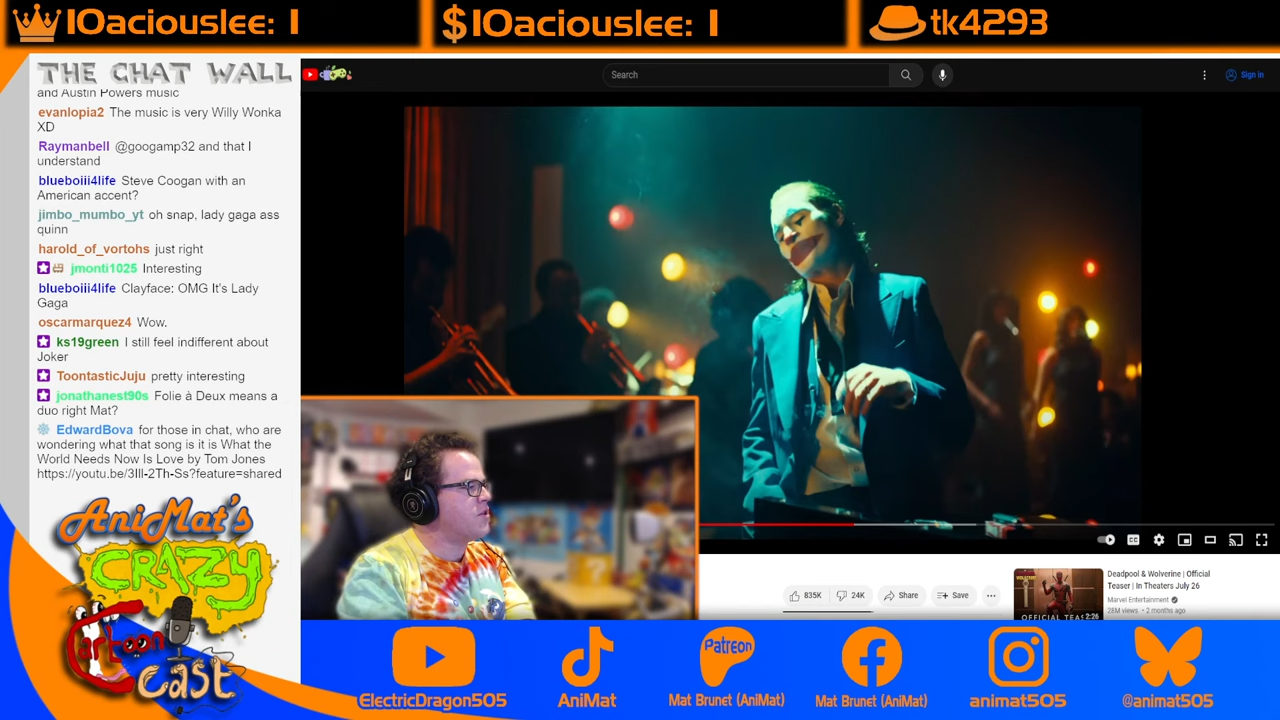 10aciouslee: 1
$10aciouslee: 1
tk4293
THE CHAT WALL
and Austin Powers music
evanlopia2 The music is very Willy Wonka
XD
Raymanbell @googamp32 and that I
understand
blueboiii4life Steve Coogan with an
American accent?
jimbo_mumbo_yt oh snap, lady gaga ass
quinn
harold_of_vortohs just right
jmonti1025 Interesting
blueboiii4life Clayface: OMG It's Lady
Gaga
oscarmarquez4 Wow.
ks19green I still feel indifferent about
Joker
ToontasticJuju pretty interesting
jonathanest90s Folie à Deux means a
duo right Mat?
EdwardBova for those in chat, who are
wondering what that song is it is What the
World Needs Now Is Love by Tom Jones
https://youtu.be/3Ill-2Th-Ss?feature=shared
AniMat's
CRAZY
Cartoon
Cast
Search
Sign in
CC
835K
24K
Share
Save
OFFICIAL TEASER
2:26
Deadpool & Wolverine | Official
Teaser | In Theaters July 26
Marvel Entertainment
28M views • 2 months ago
ElectricDragon505
AniMat
Patreon
Mat Brunet (AniMat)
Mat Brunet (AniMat)
animat505
@animat505